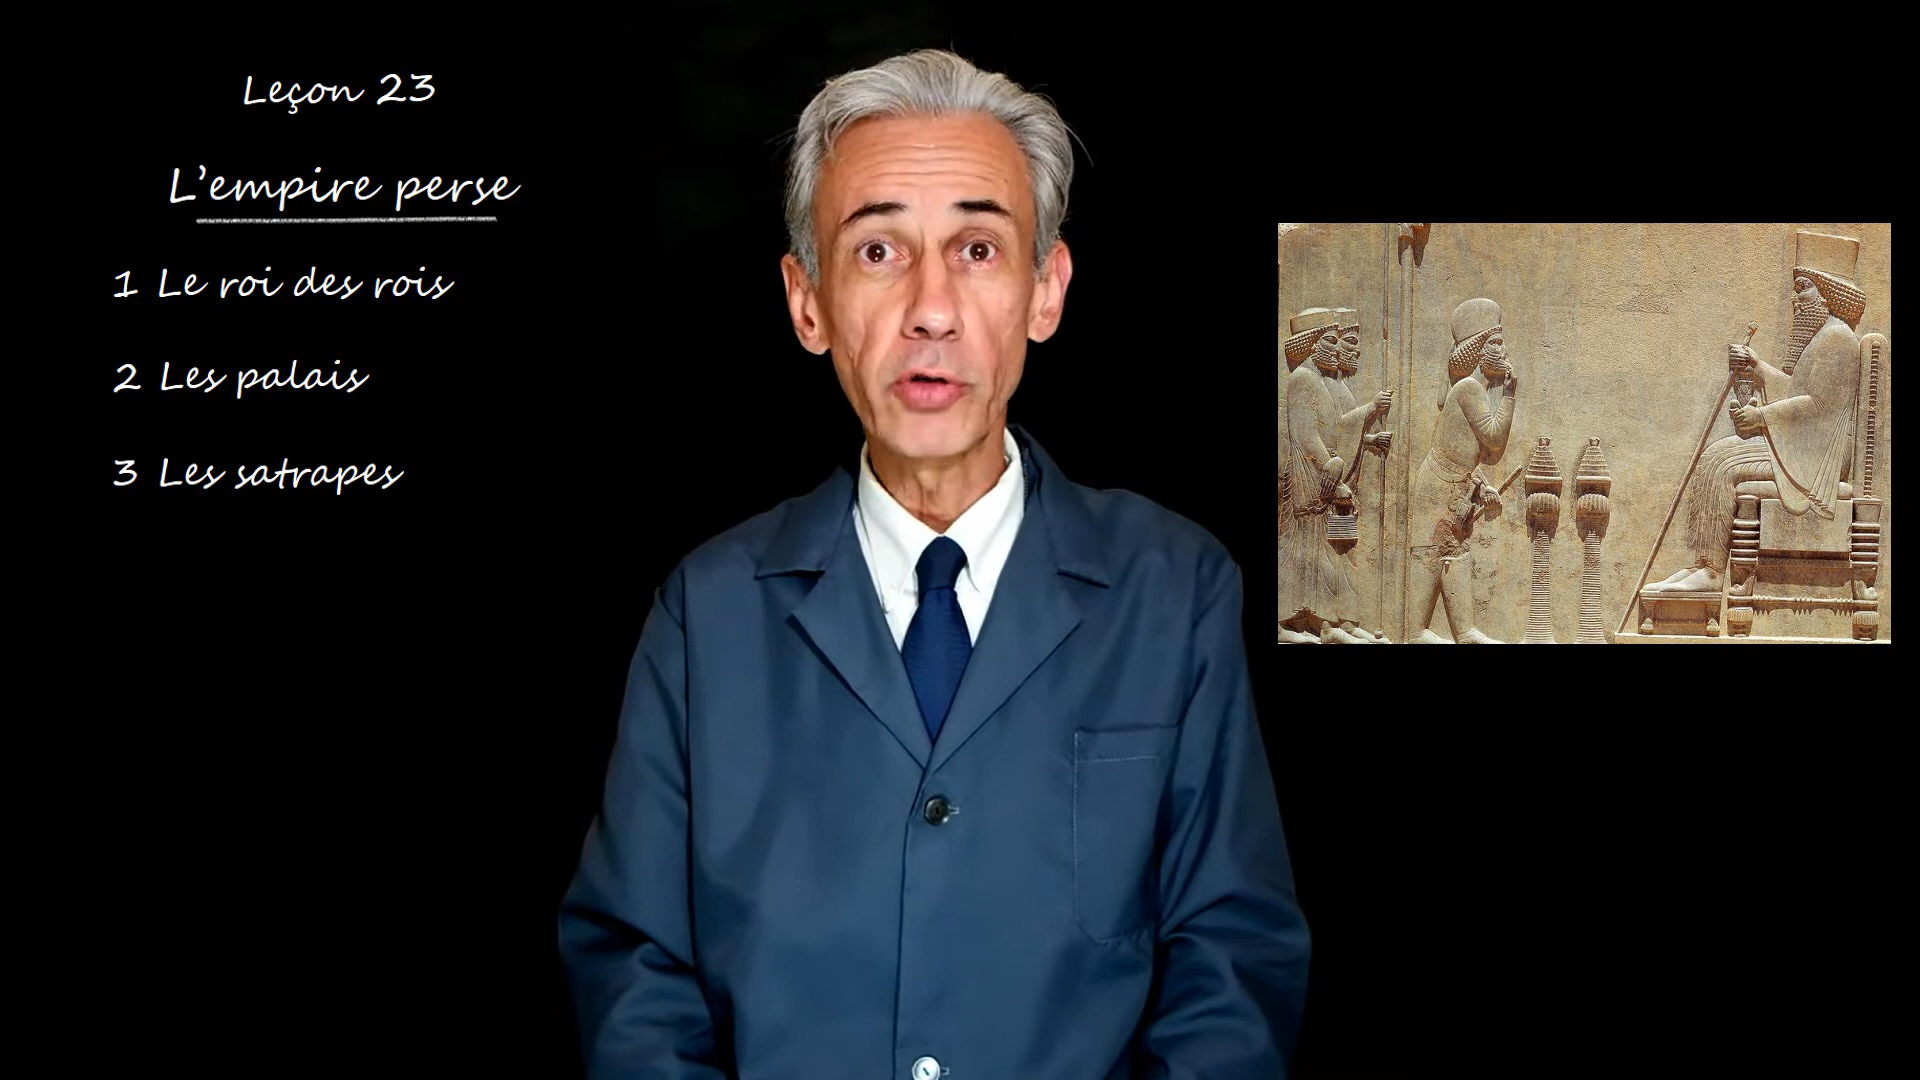 Leçon 23
L'empire perse
1 Le roi des rois
2 Les palais
3 Les satrapes